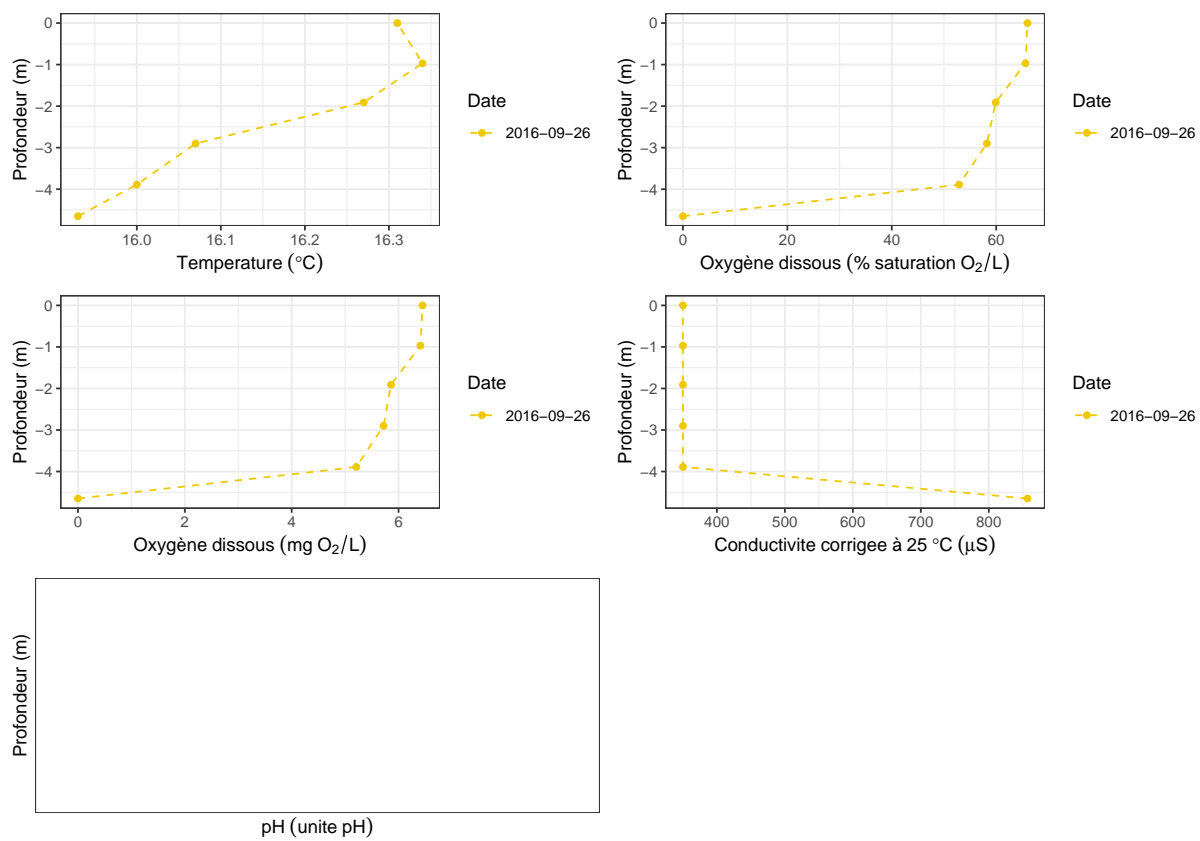 0
−1
−2
−3
−4
Profondeur (m)
16.0 16.1 16.2 16.3
Temperature (°C)
Date
2016−09−26
0
−1
−2
−3
−4
Profondeur (m)
0 20 40 60
Oxygène dissous (% saturation O₂/L)
Date
2016−09−26
0
−1
−2
−3
−4
Profondeur (m)
0 2 4 6
Oxygène dissous (mg O₂/L)
Date
2016−09−26
0
−1
−2
−3
−4
Profondeur (m)
400 500 600 700 800
Conductivite corrigee à 25 °C (μS)
Date
2016−09−26
Profondeur (m)
pH (unite pH)